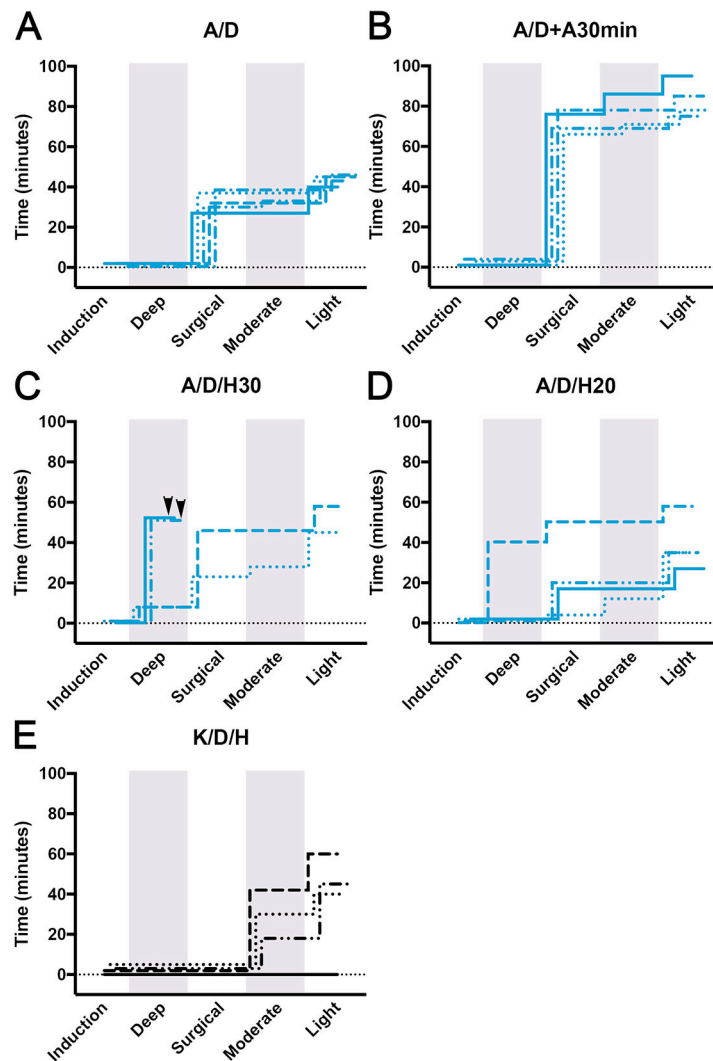 A
A/D
Time (minutes)
100
80
60
40
20
0
Induction
Deep
Surgical
Moderate
Light
B
A/D+A30min
Time (minutes)
100
80
60
40
20
0
Induction
Deep
Surgical
Moderate
Light
C
A/D/H30
Time (minutes)
100
80
60
40
20
0
Induction
Deep
Surgical
Moderate
Light
D
A/D/H20
Time (minutes)
100
80
60
40
20
0
Induction
Deep
Surgical
Moderate
Light
E
K/D/H
Time (minutes)
100
80
60
40
20
0
Induction
Deep
Surgical
Moderate
Light